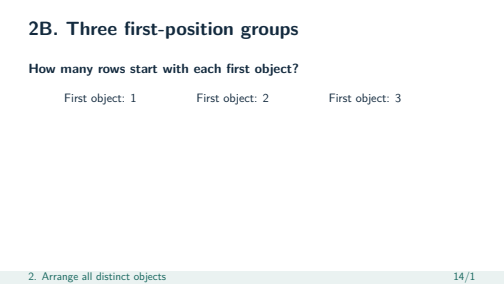 2B. Three first-position groups
How many rows start with each first object?
First object: 1 First object: 2 First object: 3
2. Arrange all distinct objects 14/1